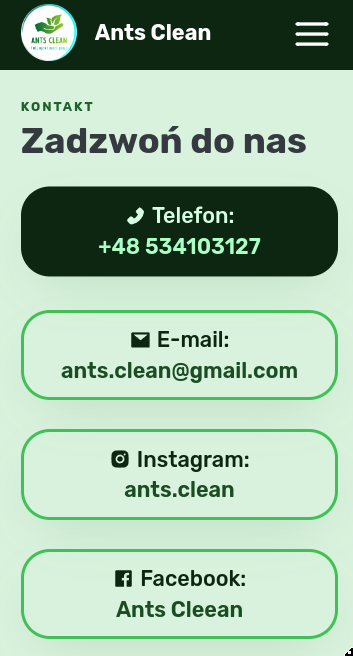 ANTS CLEAN
Ants Clean
KONTAKT
Zadzwoń do nas
Telefon:
+48 534103127
E-mail:
ants.clean@gmail.com
Instagram:
ants.clean
Facebook:
Ants Cleean